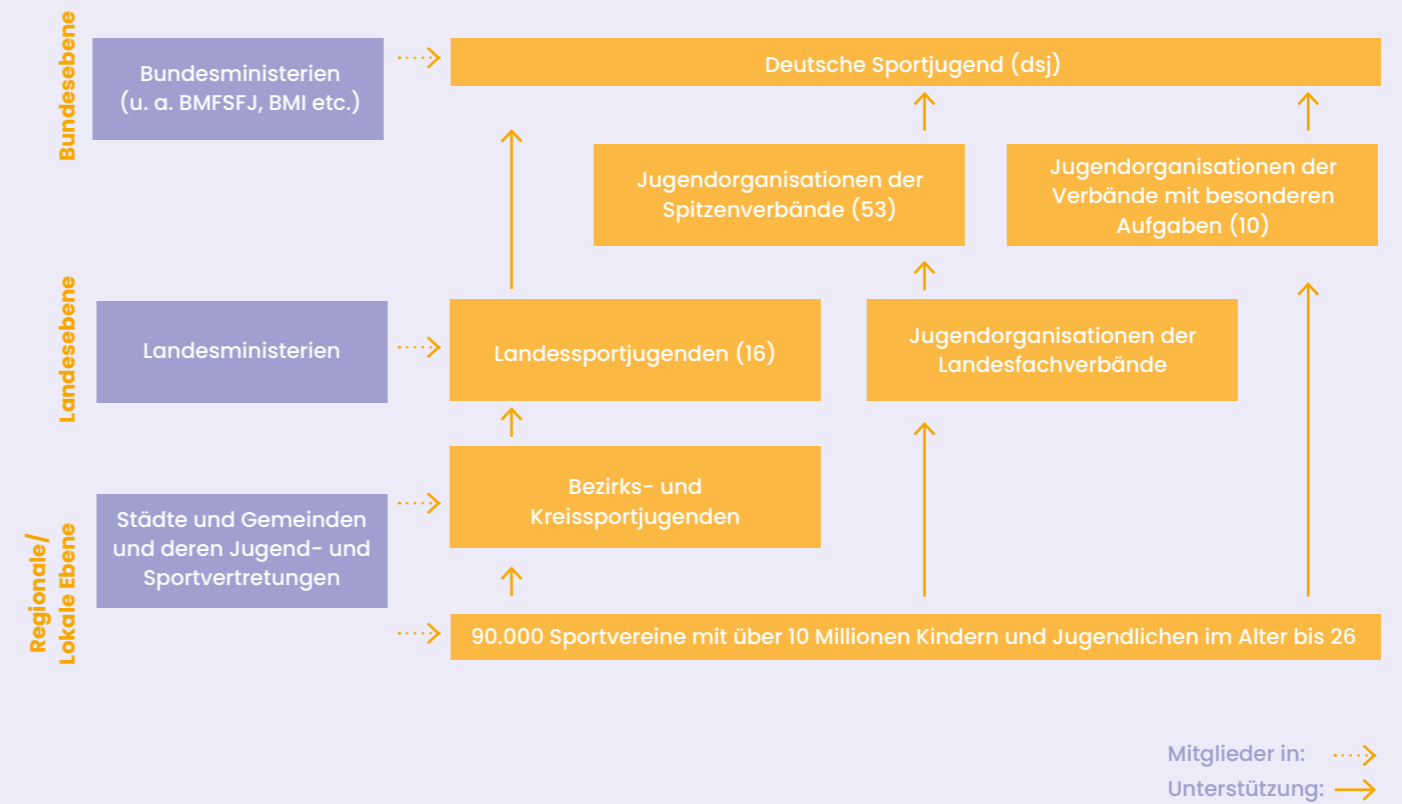 Bundesebene
Bundesministerien
(u. a. BMFSFJ, BMI etc.)
Deutsche Sportjugend (dsj)
Jugendorganisationen der
Spitzenverbände (53)
Jugendorganisationen der
Verbände mit besonderen
Aufgaben (10)
Landesebene
Landesministerien
Landessportjugenden (16)
Jugendorganisationen der
Landesfachverbände
Regionale/
Lokale Ebene
Städte und Gemeinden
und deren Jugend- und
Sportvertretungen
Bezirks- und
Kreissportjugenden
90.000 Sportvereine mit über 10 Millionen Kindern und Jugendlichen im Alter bis 26
Mitglieder in:
Unterstützung: